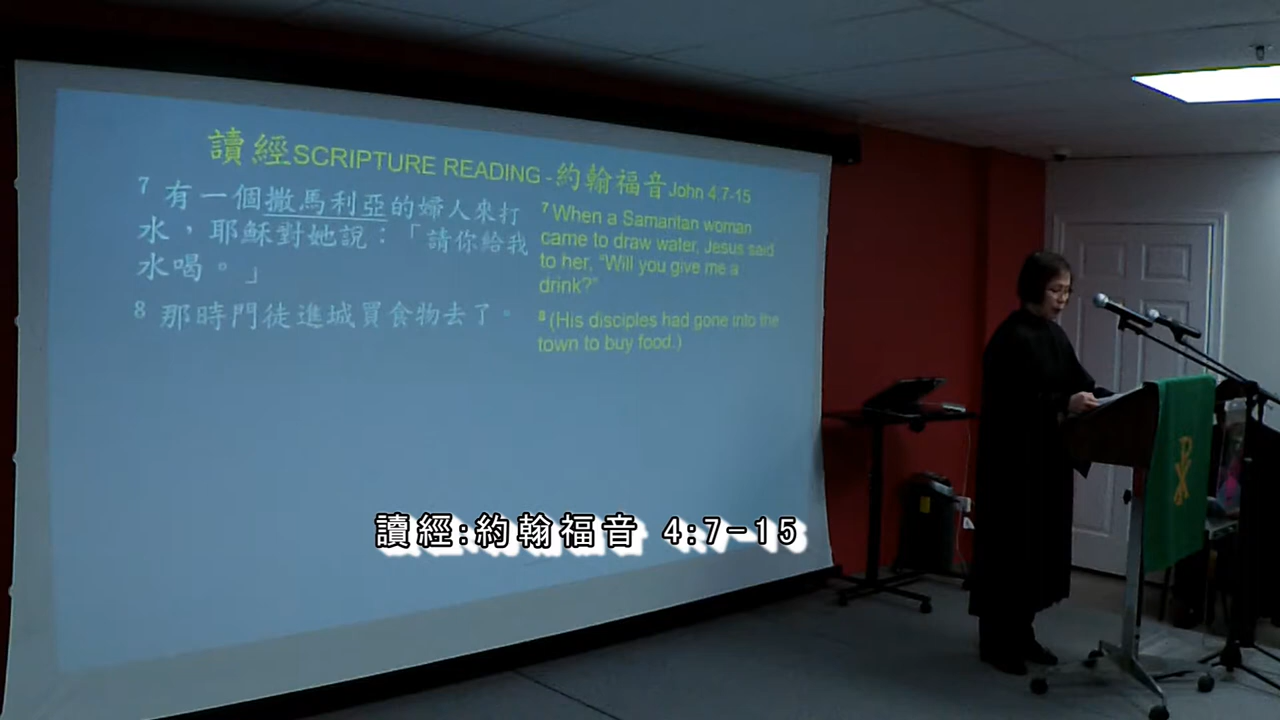 讀經SCRIPTURE READING - 約翰福音 John 4:7-15
7 有一個撒馬利亞的婦人來打
水，耶穌對她說：「請你給我
水喝。」
8 那時門徒進城買食物去了。
7 When a Samaritan woman
came to draw water, Jesus said
to her, “Will you give me a
drink?”
8 (His disciples had gone into the
town to buy food.)
讀經:約翰福音 4:7-15